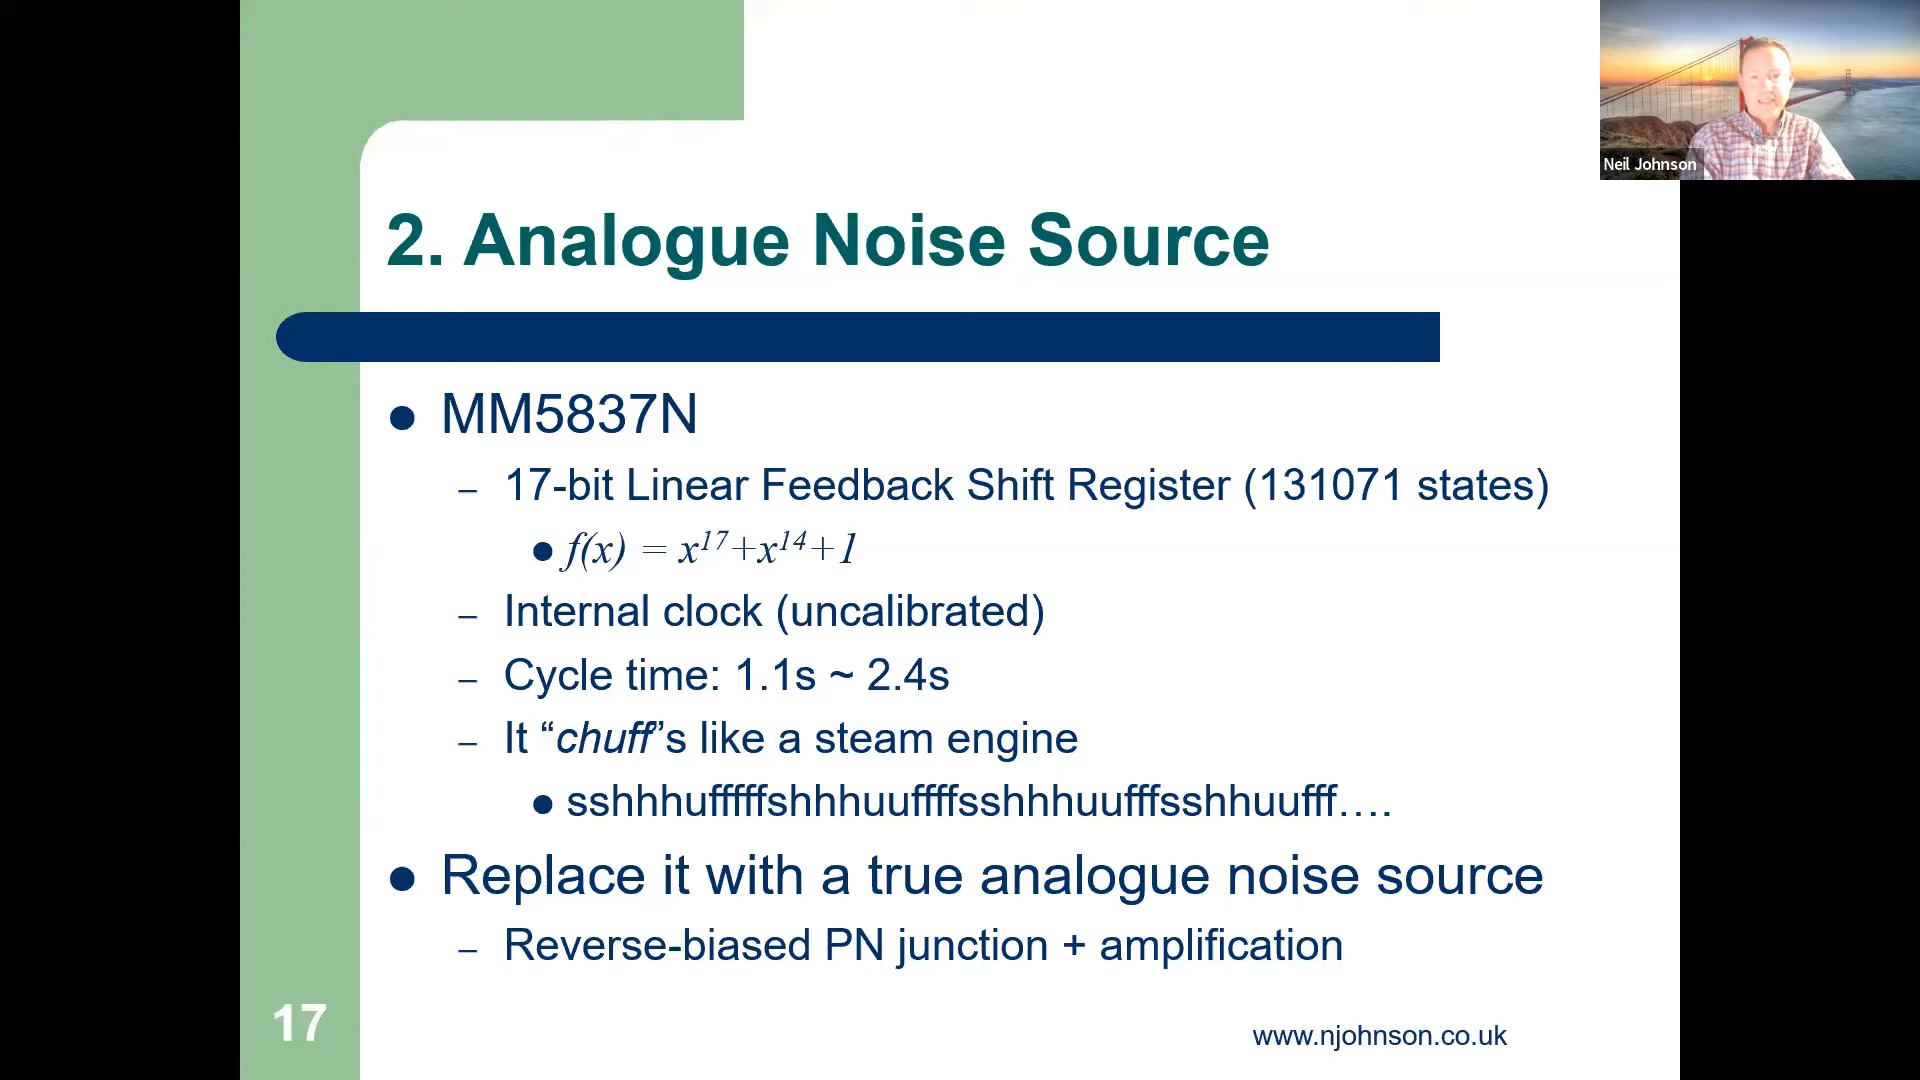 Neil Johnson
2. Analogue Noise Source
● MM5837N
– 17-bit Linear Feedback Shift Register (131071 states)
● f(x) = x¹⁷+x¹⁴+1
– Internal clock (uncalibrated)
– Cycle time: 1.1s ~ 2.4s
– It “chuff”s like a steam engine
● sshhhufffffshhhuuffffsshhhuufffsshhuufff….
● Replace it with a true analogue noise source
– Reverse-biased PN junction + amplification
17
www.njohnson.co.uk